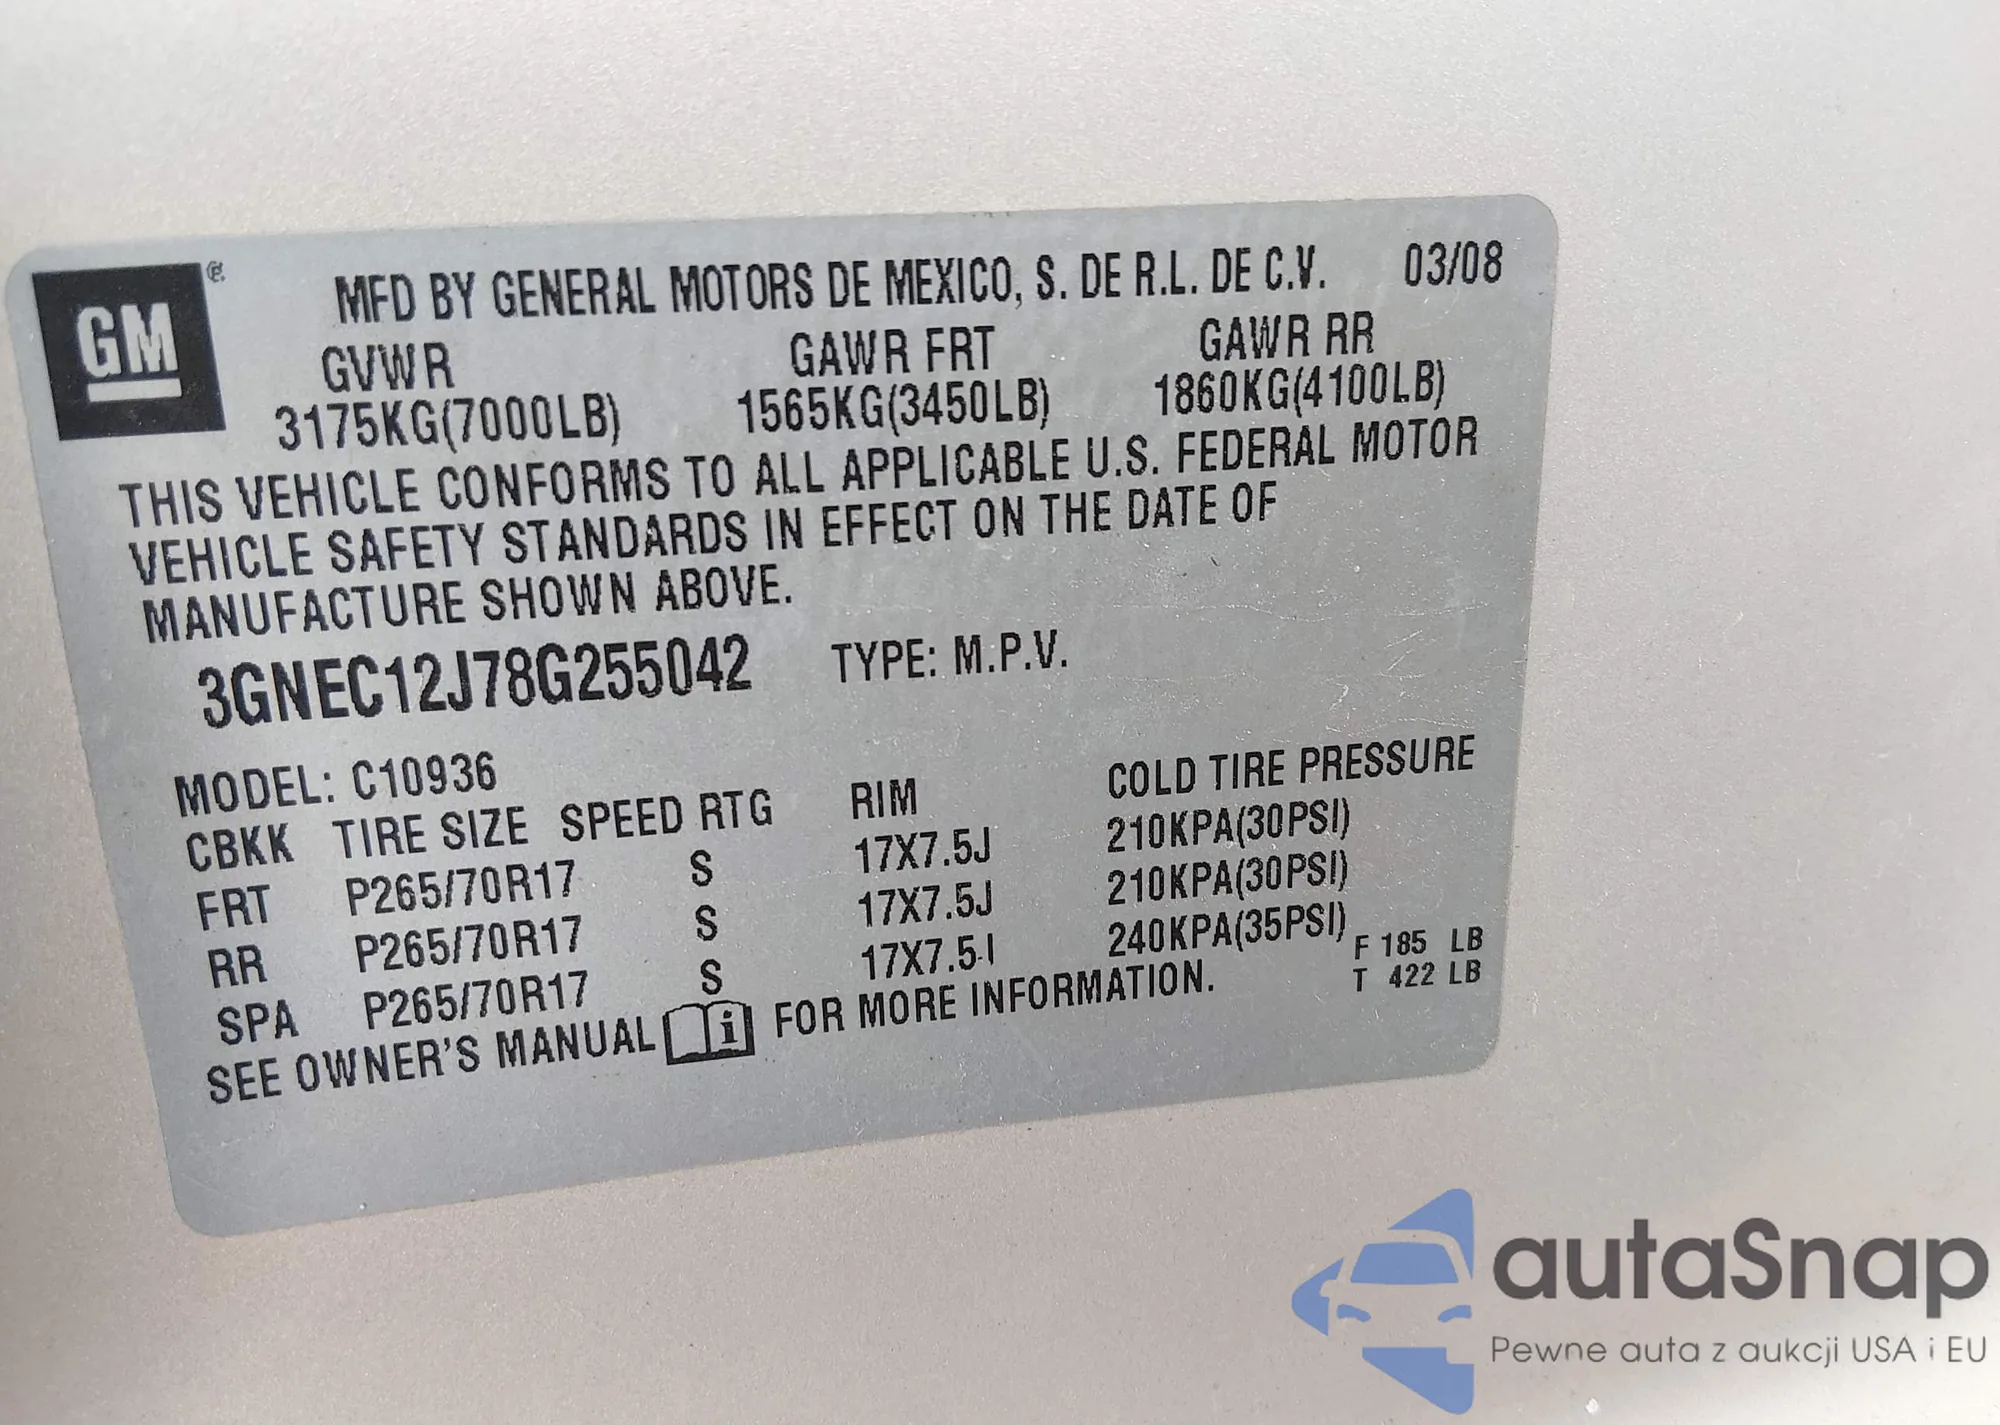 GM ®
MFD BY GENERAL MOTORS DE MEXICO, S. DE R.L. DE C.V. 03/08
GVWR GAWR FRT GAWR RR
3175KG(7000LB) 1565KG(3450LB) 1860KG(4100LB)
THIS VEHICLE CONFORMS TO ALL APPLICABLE U.S. FEDERAL MOTOR
VEHICLE SAFETY STANDARDS IN EFFECT ON THE DATE OF
MANUFACTURE SHOWN ABOVE.
3GNEC12J78G255042 TYPE: M.P.V.
MODEL: C10936
CBKK TIRE SIZE SPEED RTG RIM COLD TIRE PRESSURE
FRT P265/70R17 S 17X7.5J 210KPA(30PSI)
RR P265/70R17 S 17X7.5J 210KPA(30PSI)
SPA P265/70R17 S 17X7.5J 240KPA(35PSI) F 185 LB
T 422 LB
SEE OWNER'S MANUAL i FOR MORE INFORMATION.
autaSnap
Pewne auta z aukcji USA i EU